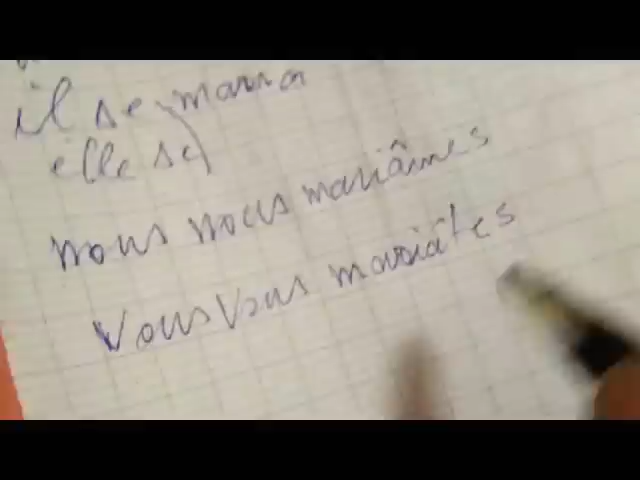 il se maria
elle se
nous nous mariâmes
vous vous mariâtes